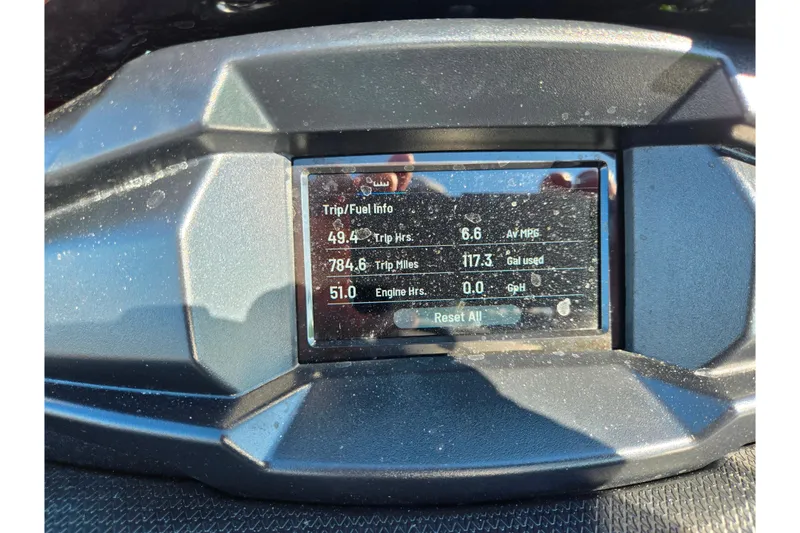 Trip/Fuel Info
49.4 Trip Hrs. 6.6 Av MPG
784.6 Trip Miles 117.3 Gal used
51.0 Engine Hrs. 0.0 GpH
Reset All